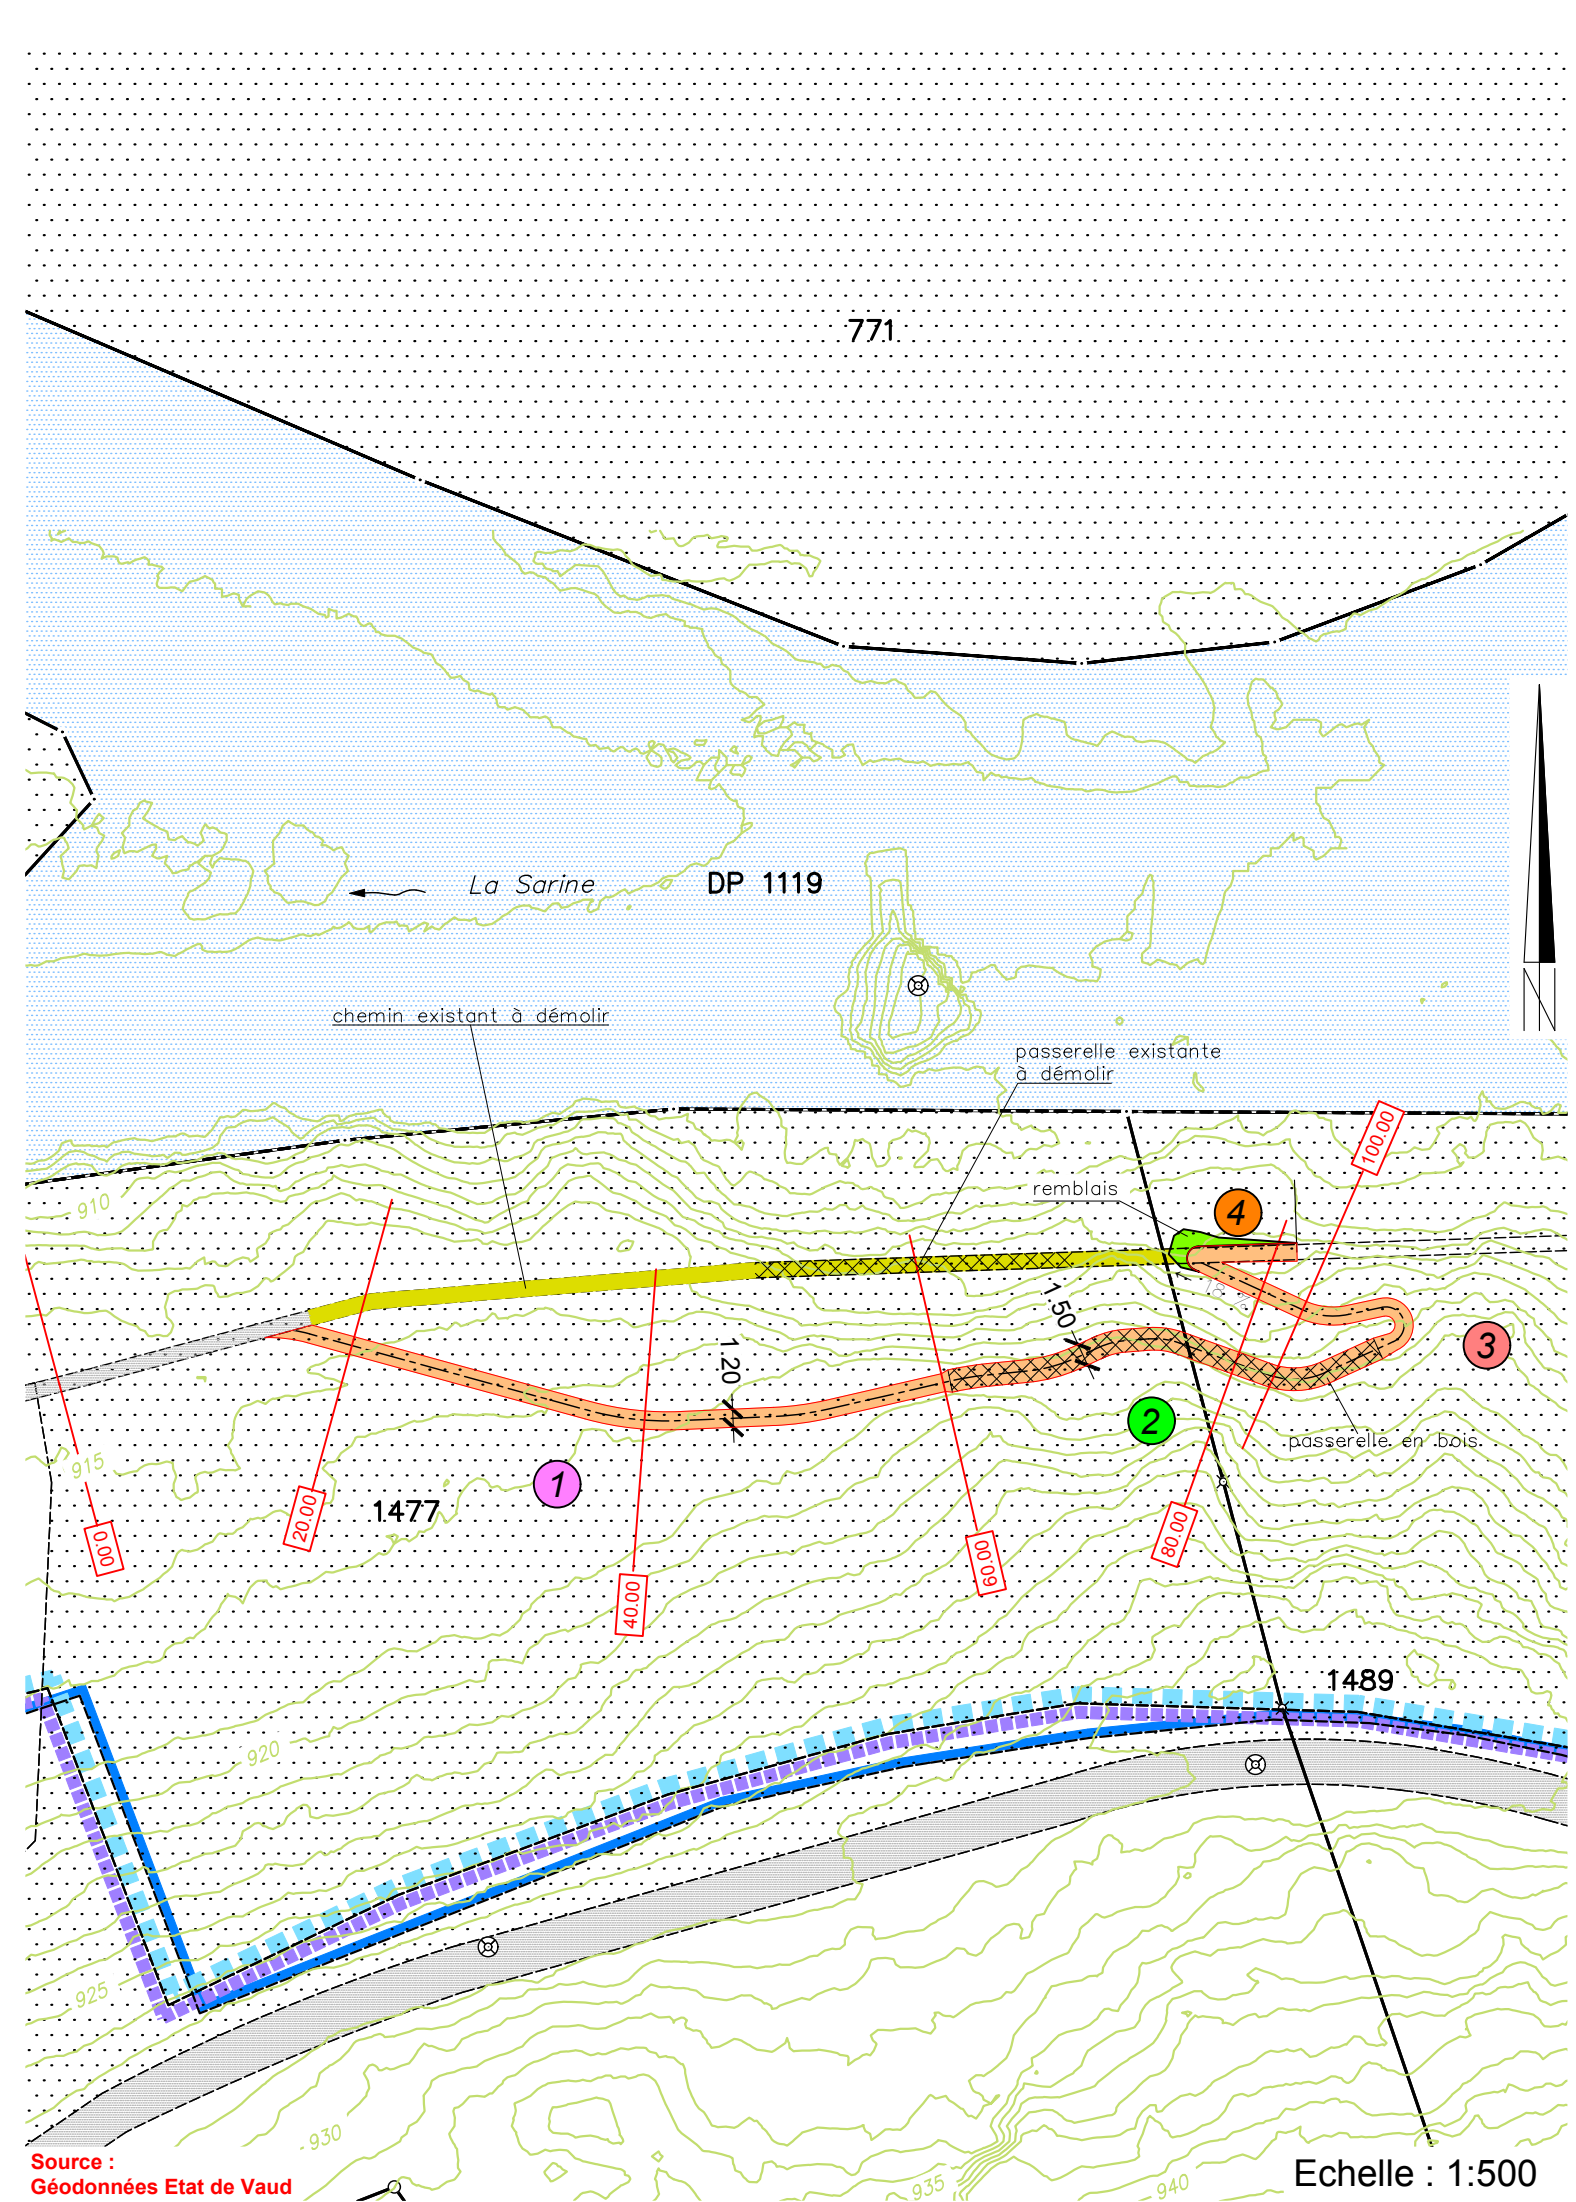 771
La Sarine
DP 1119
chemin existant à démolir
passerelle existante
à démolir
100.00
remblais
4
910
1.50
1.20
3
2
passerelle en bois
915
1
1477
20.00
0.00
40.00
60.00
80.00
1489
920
925
930
935
940
N
Source :
Géodonnées Etat de Vaud
Echelle : 1:500